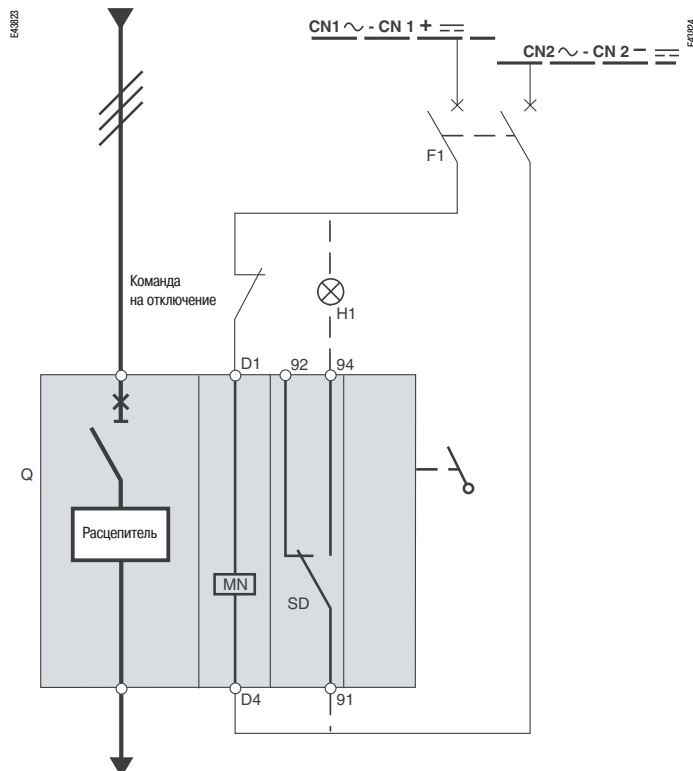 E43823
E43824
CN1 ~ - CN 1 + ⎓
CN2 ~ - CN 2 − ⎓
F1
Команда
на отключение
H1
D1
92
94
Q
Расцепитель
MN
SD
D4
91